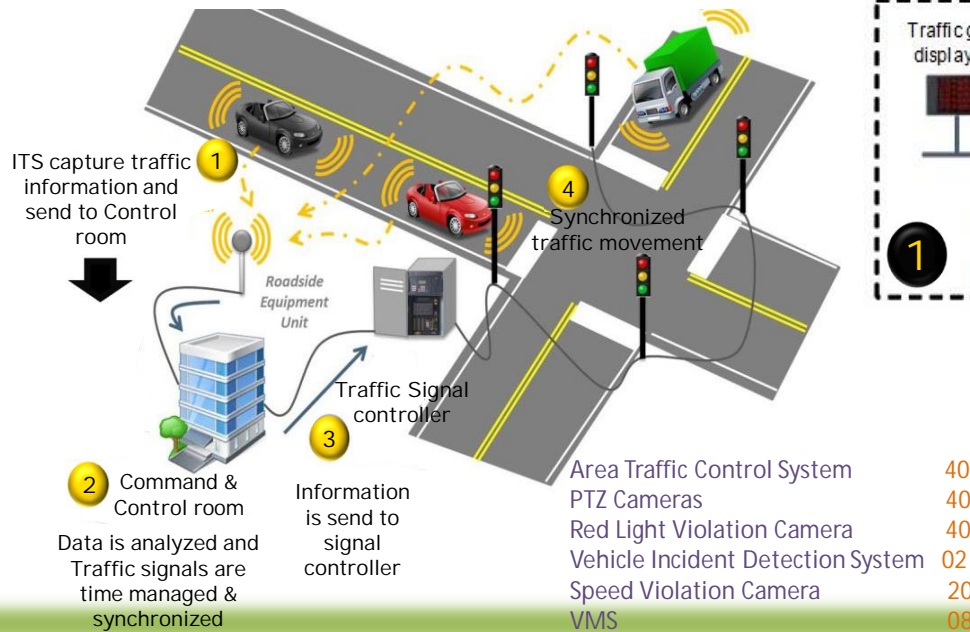 Traffic
display
1
ITS capture traffic
information and
send to Control
room
1
4
Synchronized
traffic movement
Roadside
Equipment
Unit
Traffic Signal
controller
3
2
Command &
Control room
Information
is send to
signal
controller
Data is analyzed and
Traffic signals are
time managed &
synchronized
Area Traffic Control System 40
PTZ Cameras 40
Red Light Violation Camera 40
Vehicle Incident Detection System 02
Speed Violation Camera 20
VMS 08